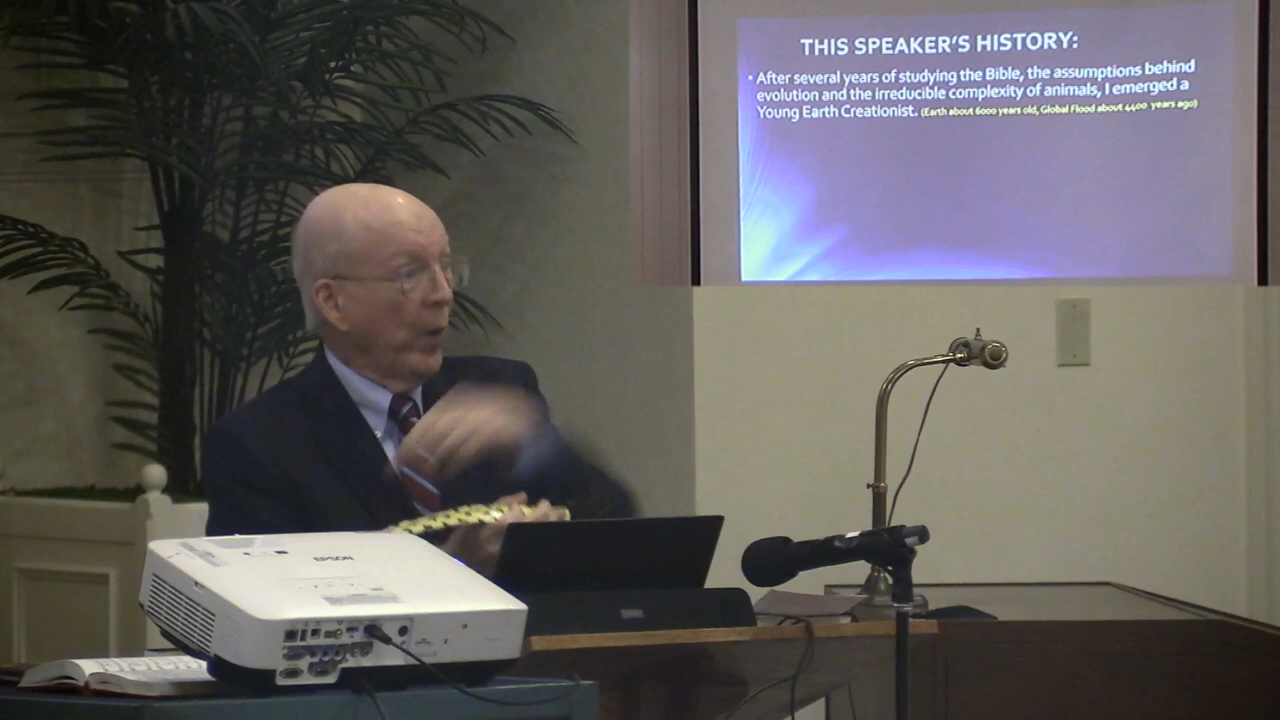 THIS SPEAKER'S HISTORY:
• After several years of studying the Bible, the assumptions behind
evolution and the irreducible complexity of animals, I emerged a
Young Earth Creationist. (Earth about 6000 years old, Global Flood about 4400 years ago)
EPSON